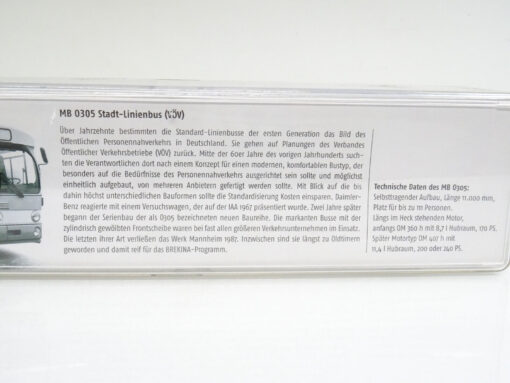 MB 0305 Stadt-Linienbus (VÖV)
Über Jahrzehnte bestimmten die Standard-Linienbusse der ersten Generation das Bild des
Öffentlichen Personennahverkehrs in Deutschland. Sie gehen auf Planungen des Verbandes
Öffentlicher Verkehrsbetriebe (VÖV) zurück. Mitte der 60er Jahre des vorigen Jahrhunderts such-
ten die Verantwortlichen dort nach einem Konzept für einen modernen, komfortablen Bustyp, der
besonders auf die Bedürfnisse des Personennahverkehrs ausgerichtet sein sollte und möglichst
einheitlich aufgebaut, von mehreren Anbietern gefertigt werden sollte. Mit Blick auf die bis
dahin höchst unterschiedlichen Bauformen sollte die Standardisierung Kosten einsparen. Daimler-
Benz reagierte mit einem Versuchswagen, der auf der IAA 1967 präsentiert wurde. Zwei Jahre später
begann der Serienbau der als 0305 bezeichneten neuen Baureihe. Die markanten Busse mit der
zylindrisch gewölbten Frontscheibe waren bei fast allen größeren Verkehrsunternehmen im Einsatz.
Die letzten ihrer Art verließen das Werk Mannheim 1987. Inzwischen sind sie längst zu Oldtimern
geworden und damit reif für das BREKINA-Programm.
Technische Daten des MB 0305:
Selbsttragender Aufbau, Länge 11.000 mm,
Platz für bis zu Personen.
Längs im Heck stehenden Motor,
anfangs OM 360 h mit 8,7 l Hubraum, 170 PS.
Später Motortyp OM 407 h mit
11,4 l Hubraum, 200 oder 240 PS.